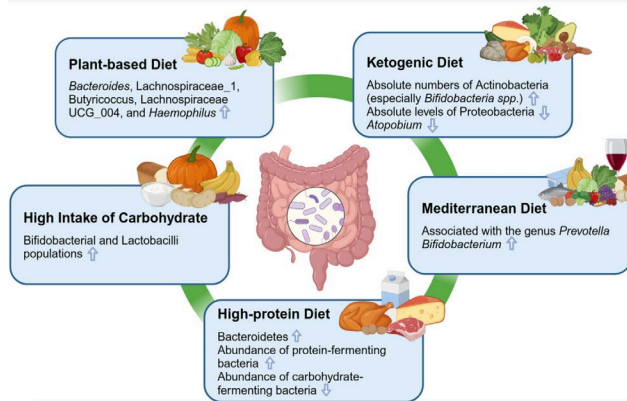 Plant-based Diet
Bacteroides, Lachnospiraceae_1,
Butyricoccus, Lachnospiraceae
UCG_004, and Haemophilus ⇧
Ketogenic Diet
Absolute numbers of Actinobacteria
(especially Bifidobacteria spp.) ⇧
Absolute levels of Proteobacteria ⇩
Atopobium ⇩
High Intake of Carbohydrate
Bifidobacterial and Lactobacilli
populations ⇧
Mediterranean Diet
Associated with the genus Prevotella
Bifidobacterium ⇧
High-protein Diet
Bacteroidetes ⇧
Abundance of protein-fermenting
bacteria ⇧
Abundance of carbohydrate-
fermenting bacteria ⇩